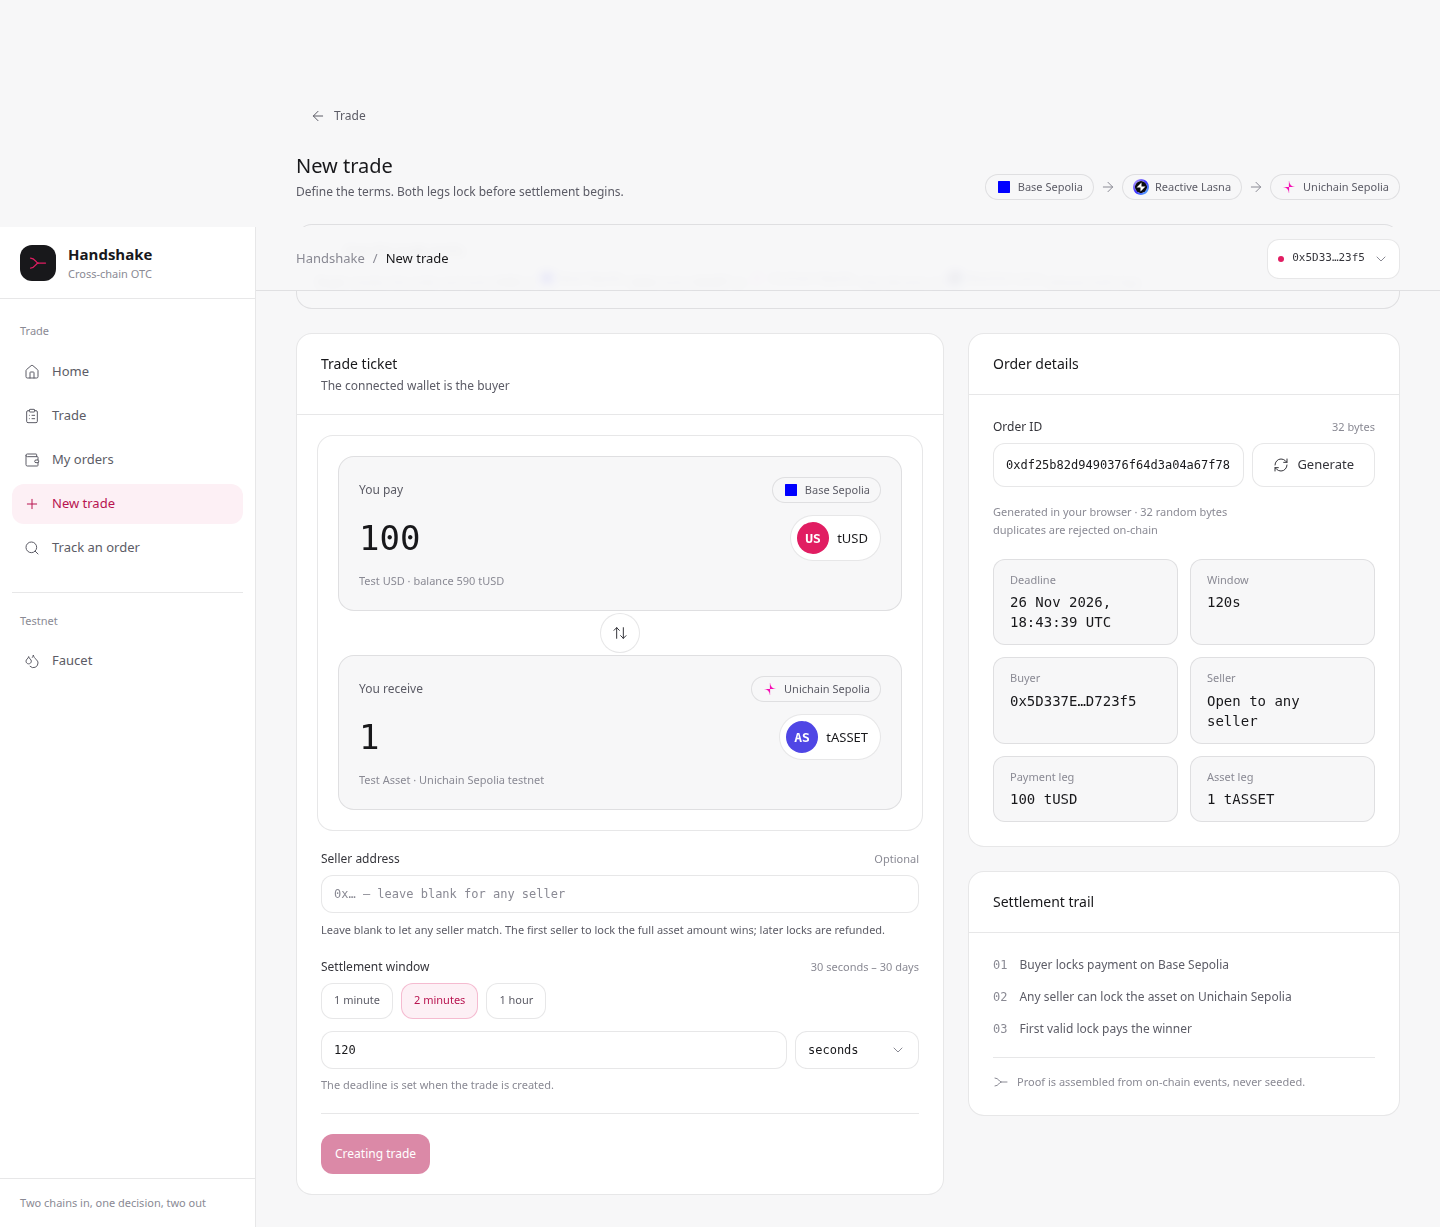 Trade
New trade
Define the terms. Both legs lock before settlement begins.
Base Sepolia
Reactive Lasna
Unichain Sepolia
Handshake
Cross-chain OTC
Handshake / New trade
0x5D33…23f5
Trade
Home
Trade
My orders
New trade
Track an order
Testnet
Faucet
Two chains in, one decision, two out
Trade ticket
The connected wallet is the buyer
You pay
Base Sepolia
100
US tUSD
Test USD · balance 590 tUSD
You receive
Unichain Sepolia
1
AS tASSET
Test Asset · Unichain Sepolia testnet
Seller address
Optional
0x… — leave blank for any seller
Leave blank to let any seller match. The first seller to lock the full asset amount wins; later locks are refunded.
Settlement window
30 seconds – 30 days
1 minute
2 minutes
1 hour
120
seconds
The deadline is set when the trade is created.
Creating trade
Order details
Order ID
32 bytes
0xdf25b82d9490376f64d3a04a67f78
Generate
Generated in your browser · 32 random bytes
duplicates are rejected on-chain
Deadline
26 Nov 2026,
18:43:39 UTC
Window
120s
Buyer
0x5D337E…D723f5
Seller
Open to any
seller
Payment leg
100 tUSD
Asset leg
1 tASSET
Settlement trail
01 Buyer locks payment on Base Sepolia
02 Any seller can lock the asset on Unichain Sepolia
03 First valid lock pays the winner
Proof is assembled from on-chain events, never seeded.